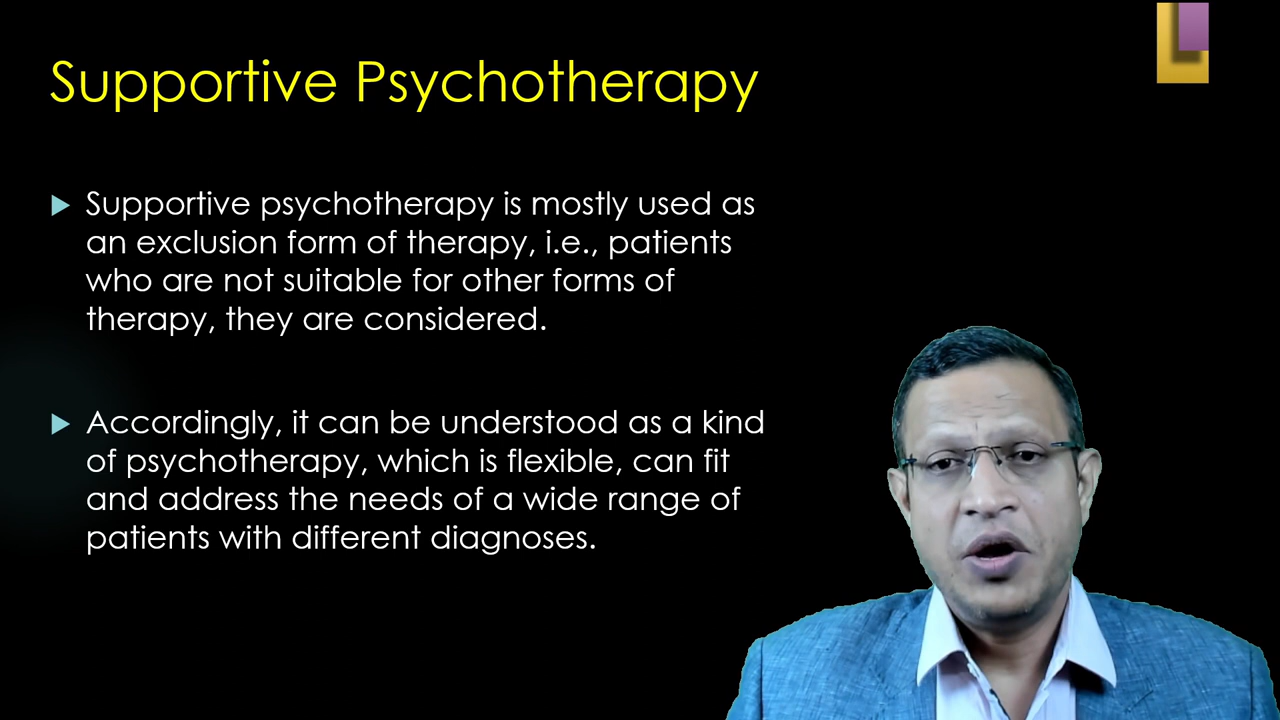 Supportive Psychotherapy
Supportive psychotherapy is mostly used as
an exclusion form of therapy, i.e., patients
who are not suitable for other forms of
therapy, they are considered.
Accordingly, it can be understood as a kind
of psychotherapy, which is flexible, can fit
and address the needs of a wide range of
patients with different diagnoses.